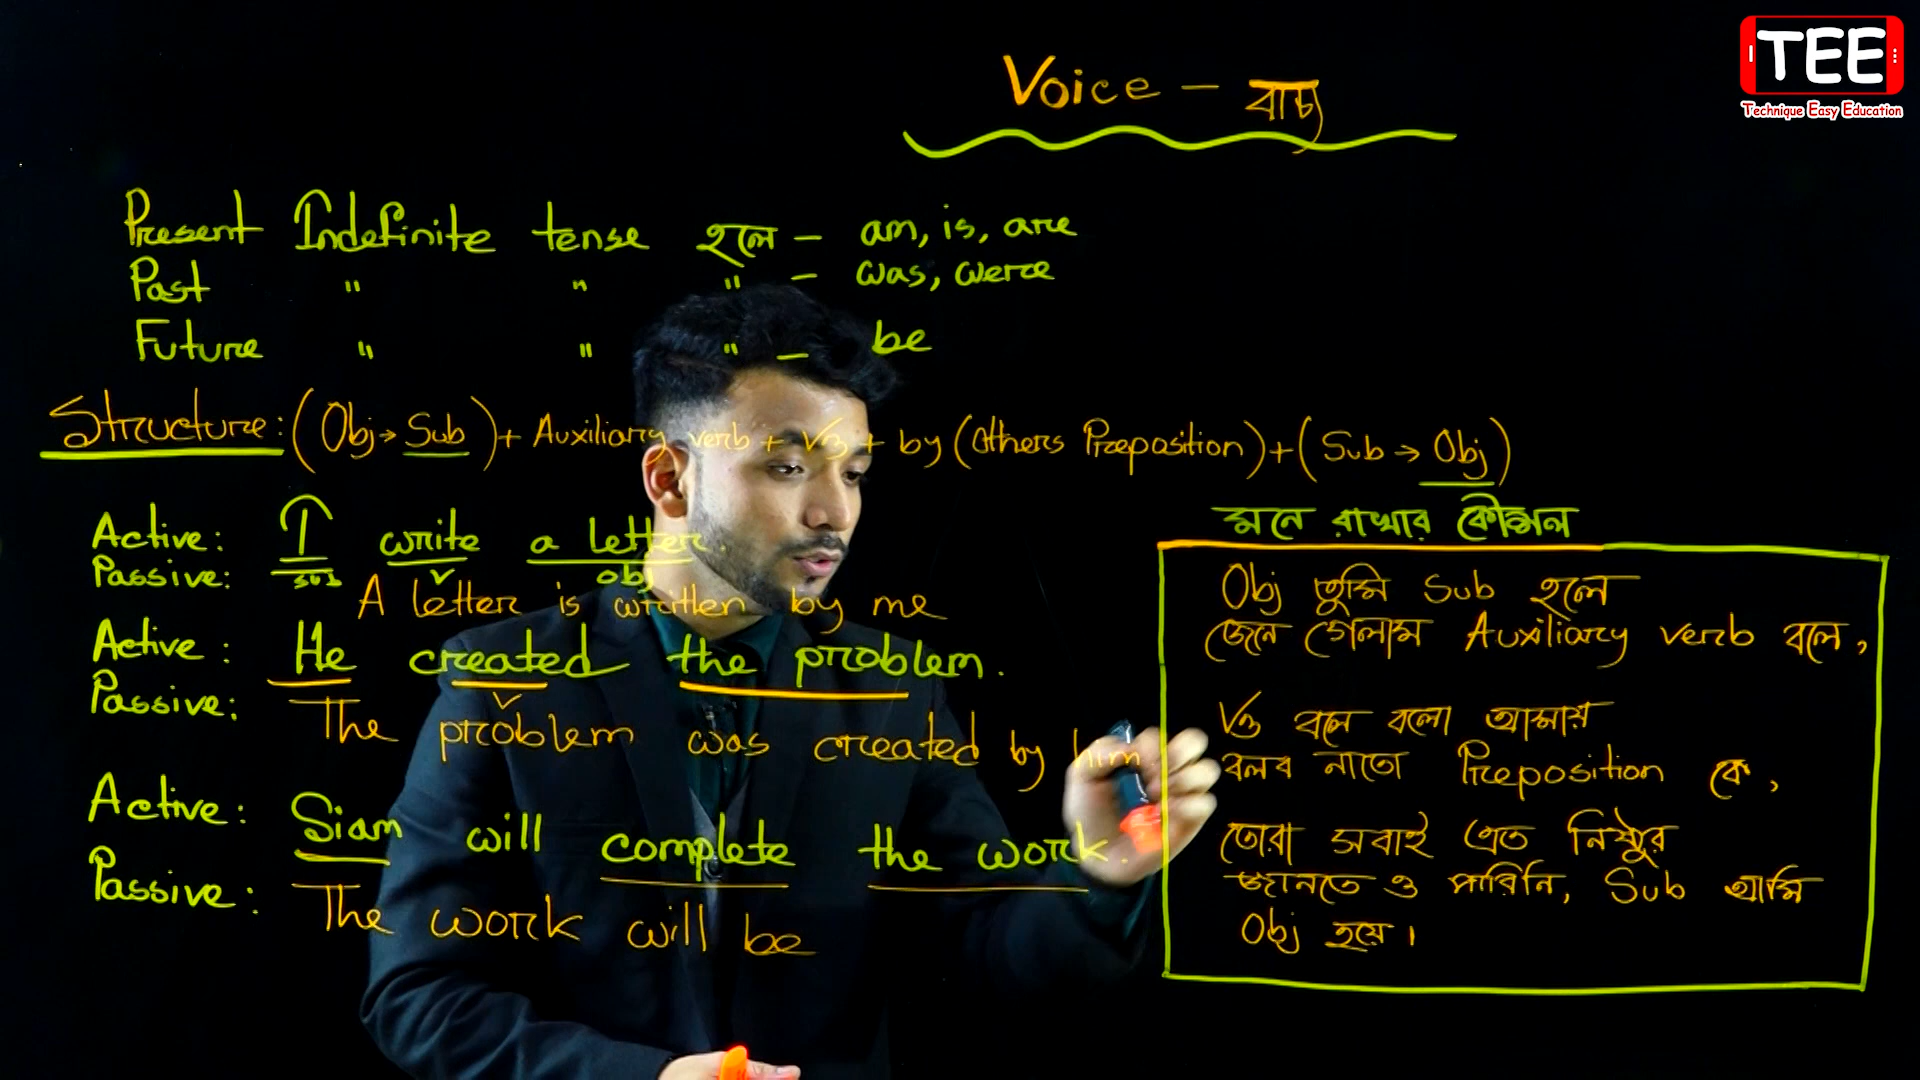 TEE
Technique Easy Education
Voice - বাচ্য
Present Indefinite tense হলে - am, is, are
Past " " " - was, were
Future " " " - be
Structure: (Obj → Sub) + Auxiliary verb + V3 + by (Others Preposition) + (Sub → Obj)
Active: I write a letter.
sub v obj
Passive: A letter is written by me
Active: He created the problem.
v
Passive: The problem was created by him
Active: Siam will complete the work.
Passive: The work will be
মনে রাখার কৌশল
Obj তুমি Sub হলে
জেনে গেলাম Auxiliary verb বলে,
V৩ বলে বলো আমায়
বলব নাতো Preposition কে,
তোরা সবাই এত নিষ্ঠুর
জানতে ও পারিনি, Sub আমি
Obj হয়ে।